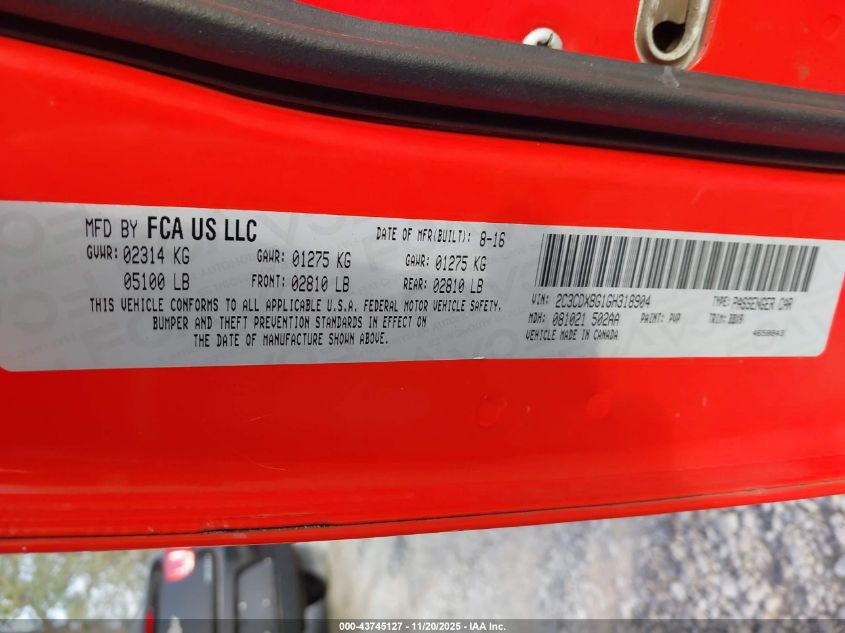 MFD BY FCA US LLC
DATE OF MFR(BUILT): 8-16
GVWR: 02314 KG
GAWR: 01275 KG
GAWR: 01275 KG
05100 LB
FRONT: 02810 LB
REAR: 02810 LB
THIS VEHICLE CONFORMS TO ALL APPLICABLE U.S.A. FEDERAL MOTOR VEHICLE SAFETY,
BUMPER AND THEFT PREVENTION STANDARDS IN EFFECT ON
THE DATE OF MANUFACTURE SHOWN ABOVE.
VIN: 2C3CDXBG1GH318904
TYPE: PASSENGER CAR
MDH: 081021 502AA
PAINT: PVP
TRIM:
VEHICLE MADE IN CANADA
000-43745127 - 11/20/2025 - IAA Inc.